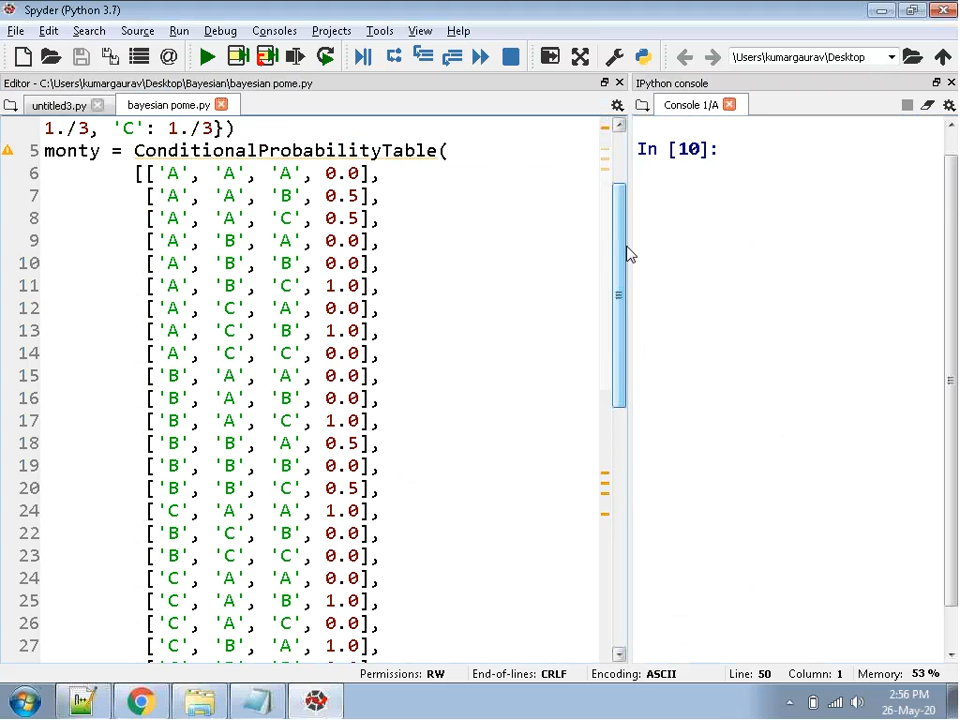 Spyder (Python 3.7)
File Edit Search Source Run Debug Consoles Projects Tools View Help
\Users\kumargaurav\Desktop
Editor - C:\Users\kumargaurav\Desktop\Bayesian\bayesian pome.py
IPython console
untitled3.py bayesian pome.py
Console 1/A
1./3, 'C': 1./3})
5 monty = ConditionalProbabilityTable(
6 [['A', 'A', 'A', 0.0],
7 ['A', 'A', 'B', 0.5],
8 ['A', 'A', 'C', 0.5],
9 ['A', 'B', 'A', 0.0],
10 ['A', 'B', 'B', 0.0],
11 ['A', 'B', 'C', 1.0],
12 ['A', 'C', 'A', 0.0],
13 ['A', 'C', 'B', 1.0],
14 ['A', 'C', 'C', 0.0],
15 ['B', 'A', 'A', 0.0],
16 ['B', 'A', 'B', 0.0],
17 ['B', 'A', 'C', 1.0],
18 ['B', 'B', 'A', 0.5],
19 ['B', 'B', 'B', 0.0],
20 ['B', 'B', 'C', 0.5],
24 ['C', 'A', 'A', 1.0],
22 ['B', 'C', 'B', 0.0],
23 ['B', 'C', 'C', 0.0],
24 ['C', 'A', 'A', 0.0],
25 ['C', 'A', 'B', 1.0],
26 ['C', 'A', 'C', 0.0],
27 ['C', 'B', 'A', 1.0],
In [10]:
Permissions: RW End-of-lines: CRLF Encoding: ASCII Line: 50 Column: 1 Memory: 53 %
2:56 PM
26-May-20